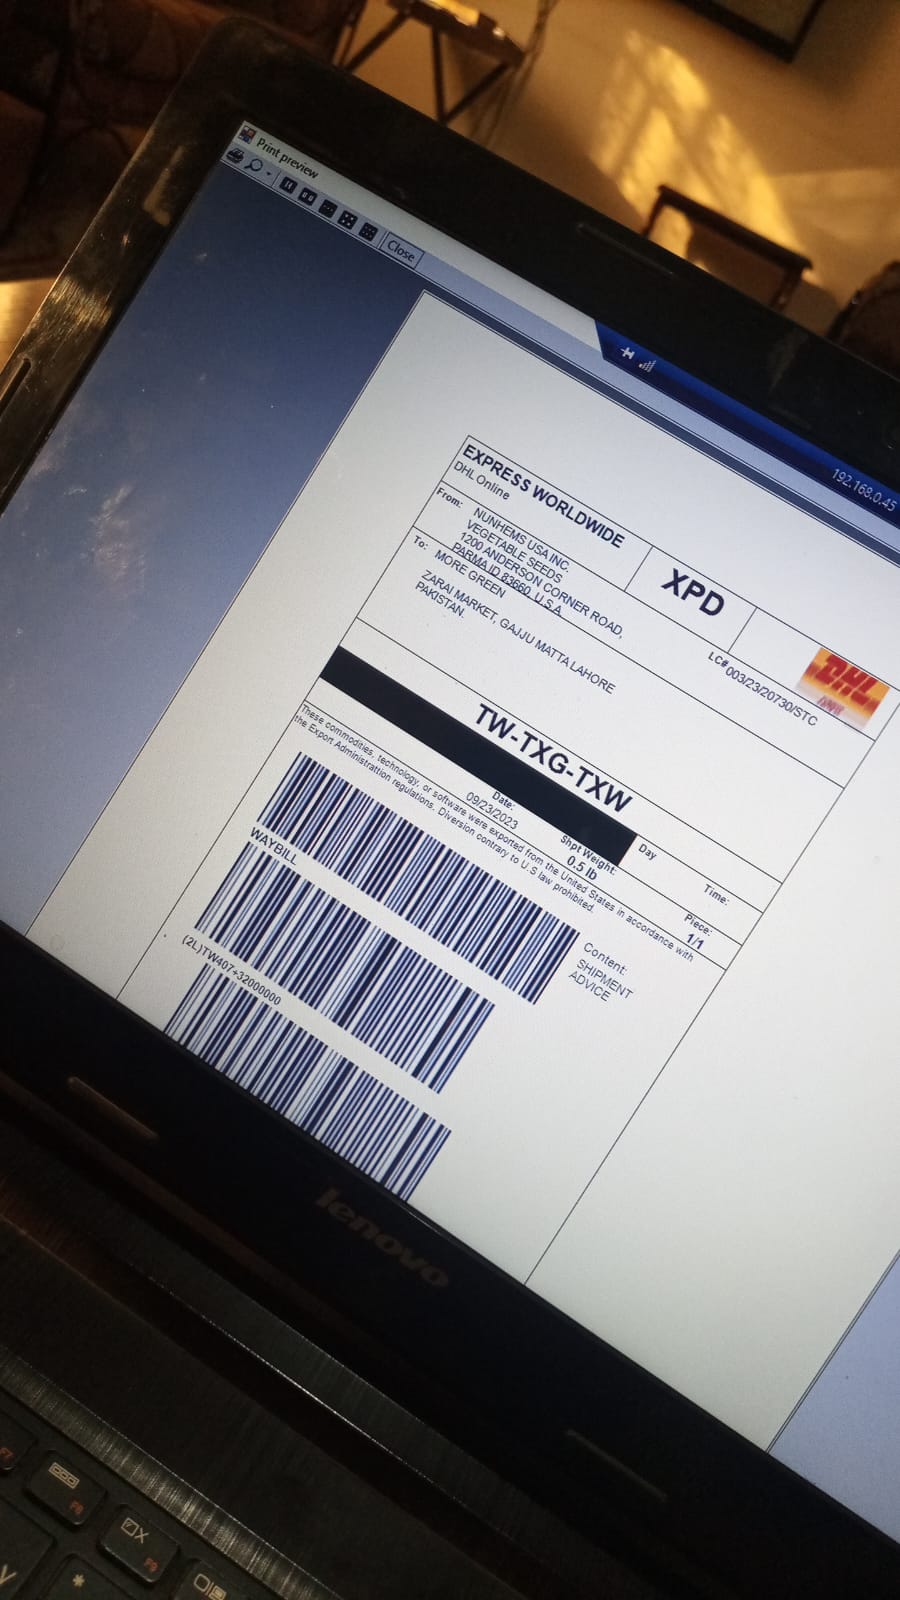 Print preview
Close
192.168.0.45
EXPRESS WORLDWIDE
DHL Online
XPD
DHL
From:
NUNHEMS USA INC.
VEGETABLE SEEDS
1200 ANDERSON CORNER ROAD,
PARMA ID 83660 U.S.A
LC# 003/23/20730/STC
To:
MORE GREEN
ZARAI MARKET, GAJJU MATTA LAHORE
PAKISTAN.
TW-TXG-TXW
Day
Time:
Date:
09/23/2023
Shpt Weight:
0.5 lb
Piece:
1/1
These commodities, technology, or software were exported from the United States in accordance with
the Export Administrattion regulations. Diversion contrary to U.S law prohibited.
Content:
SHIPMENT
ADVICE
WAYBILL
(2L)TW407+32000000
lenovo
F8
F9